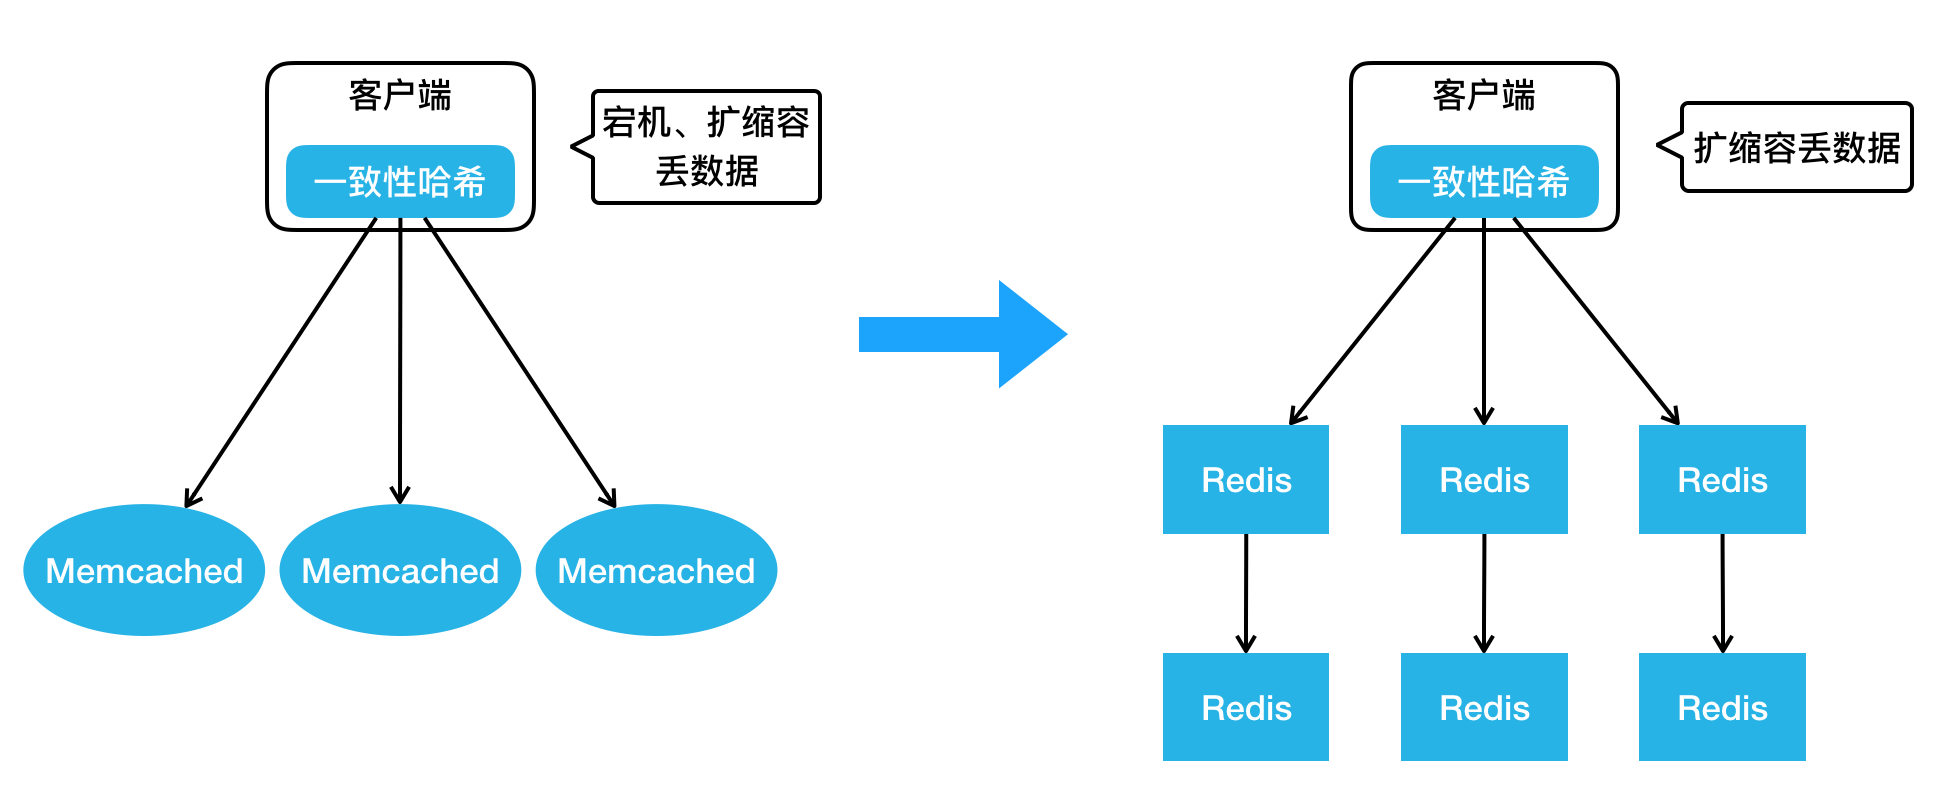 客户端
一致性哈希
宕机、扩缩容
丢数据
Memcached
Memcached
Memcached
客户端
一致性哈希
扩缩容丢数据
Redis
Redis
Redis
Redis
Redis
Redis